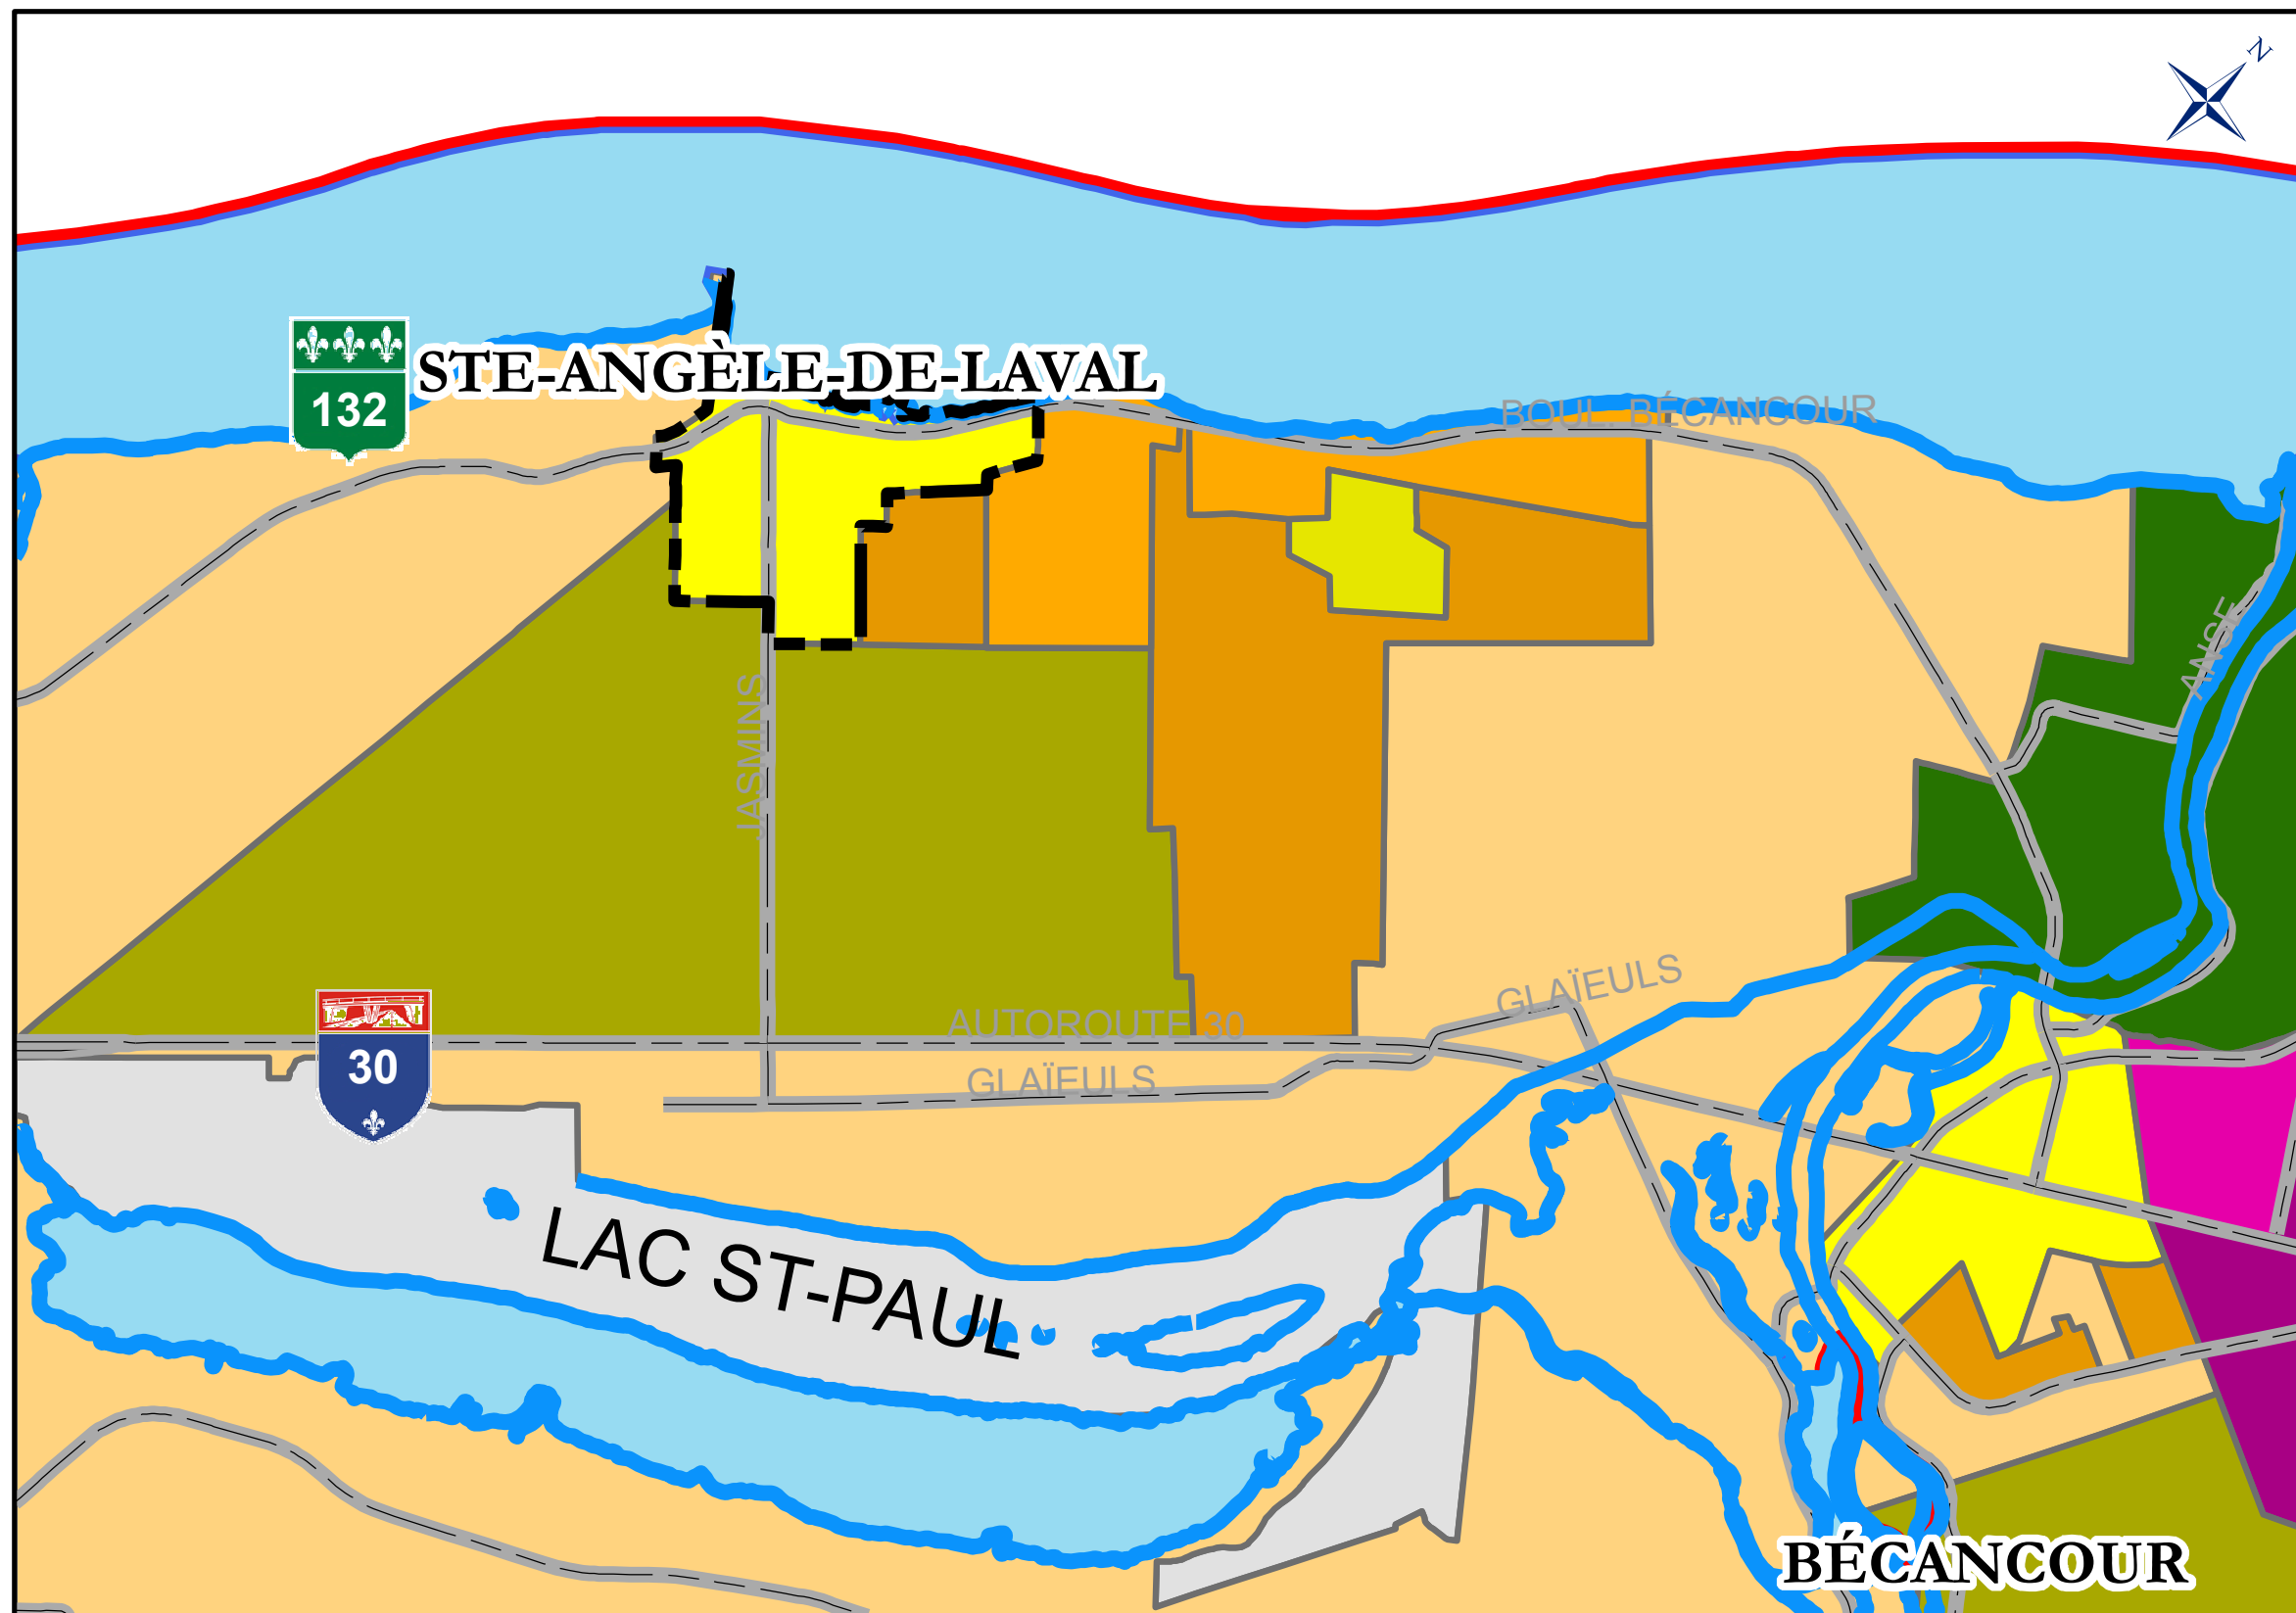 N
132
STE-ANGÈLE-DE-LAVAL
BOUL. BÉCANCOUR
ANSE
JASMINS
GLAÏEULS
AUTOROUTE 30
30
GLAÏEULS
LAC ST-PAUL
BÉCANCOUR